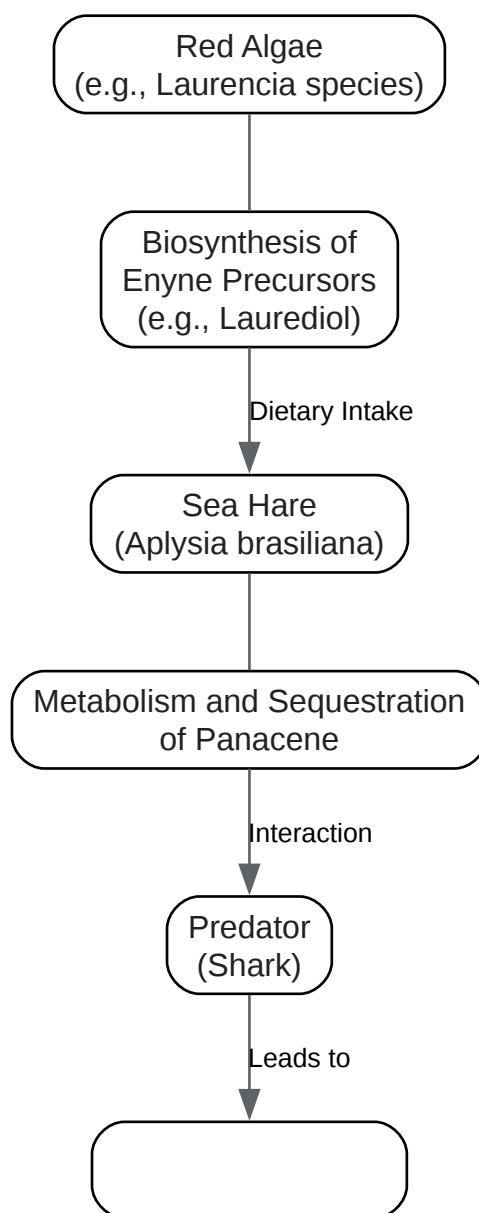 Red Algae
(e.g., Laurencia species)
Biosynthesis of
Enyne Precursors
(e.g., Laurediol)
Dietary Intake
Sea Hare
(Aplysia brasiliana)
Metabolism and Sequestration
of Panacene
Interaction
Predator
(Shark)
Leads to